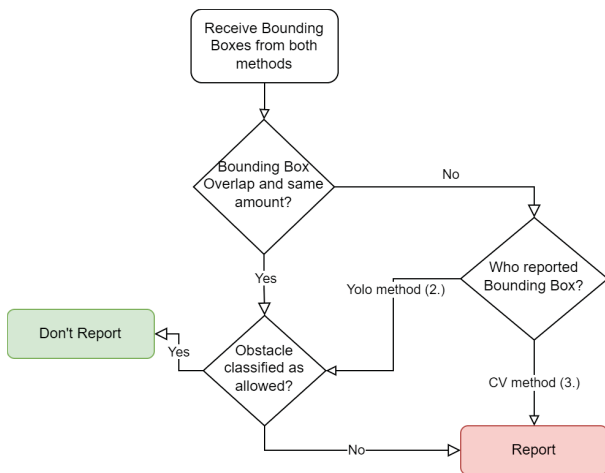 Receive Bounding
Boxes from both
methods
Bounding Box
Overlap and same
amount?
No
Yes
Who reported
Bounding Box?
Yolo method (2.)
Don't Report
Yes
Obstacle
classified as
allowed?
CV method (3.)
No
Report